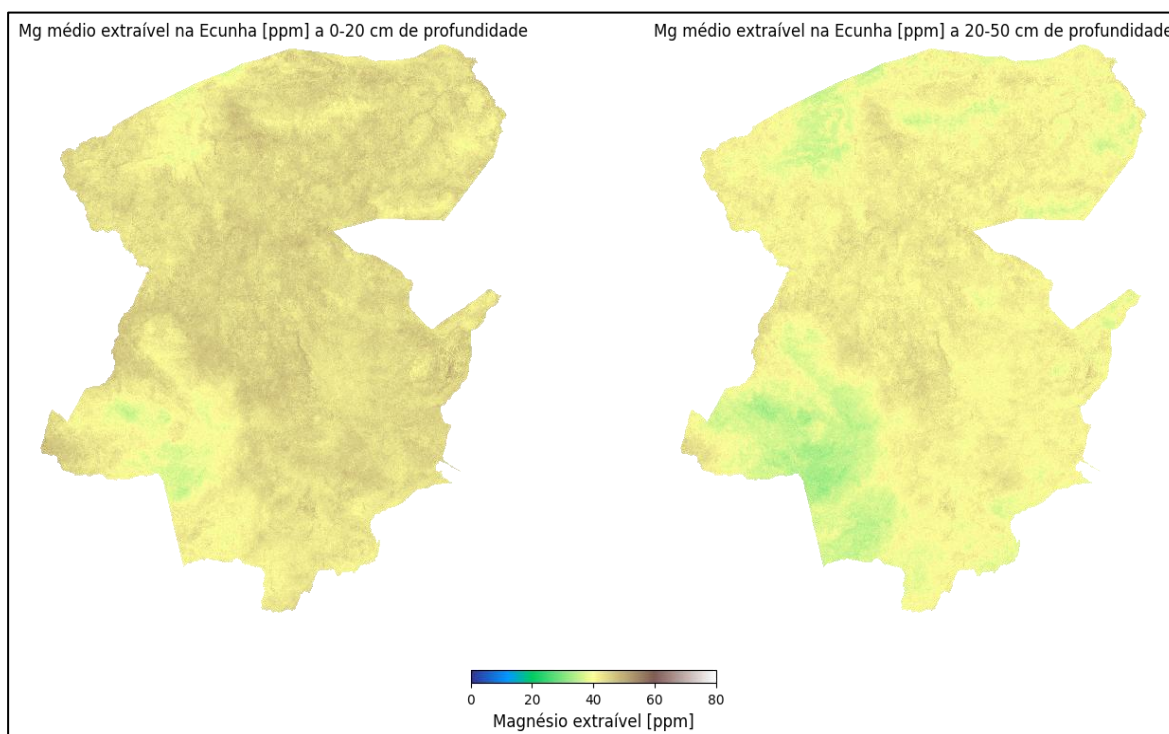 Mg médio extraível na Ecunha [ppm] a 0-20 cm de profundidade
Mg médio extraível na Ecunha [ppm] a 20-50 cm de profundidade
0 20 40 60 80
Magnésio extraível [ppm]